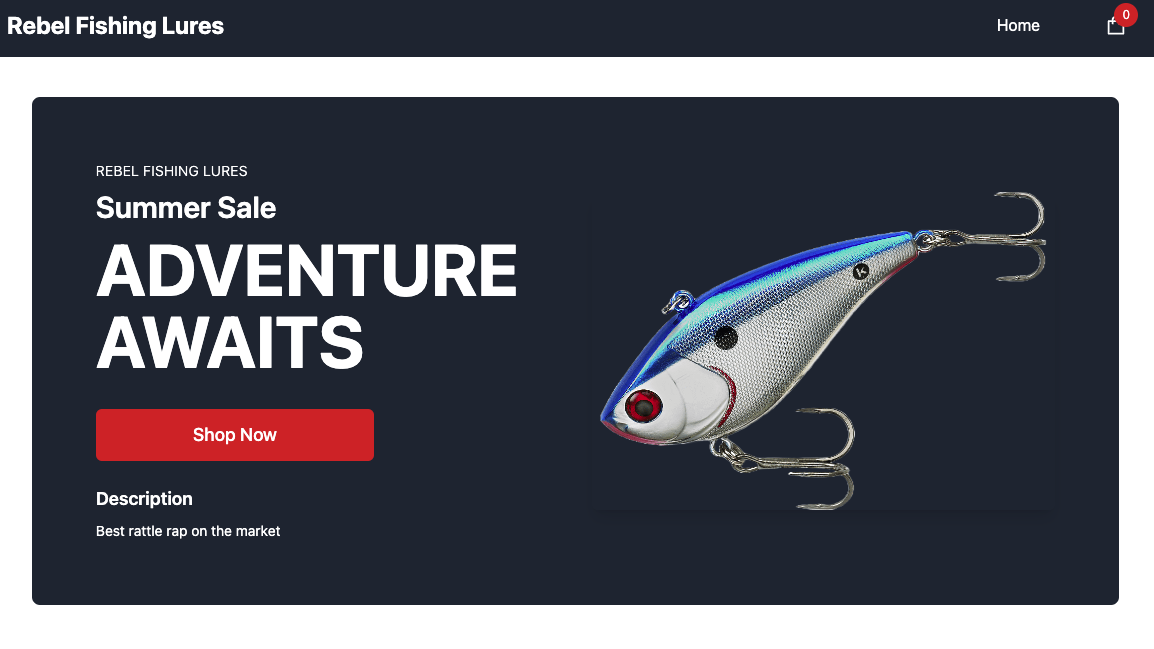 Rebel Fishing Lures
Home
0
REBEL FISHING LURES
Summer Sale
ADVENTURE
AWAITS
K
Shop Now
Description
Best rattle rap on the market